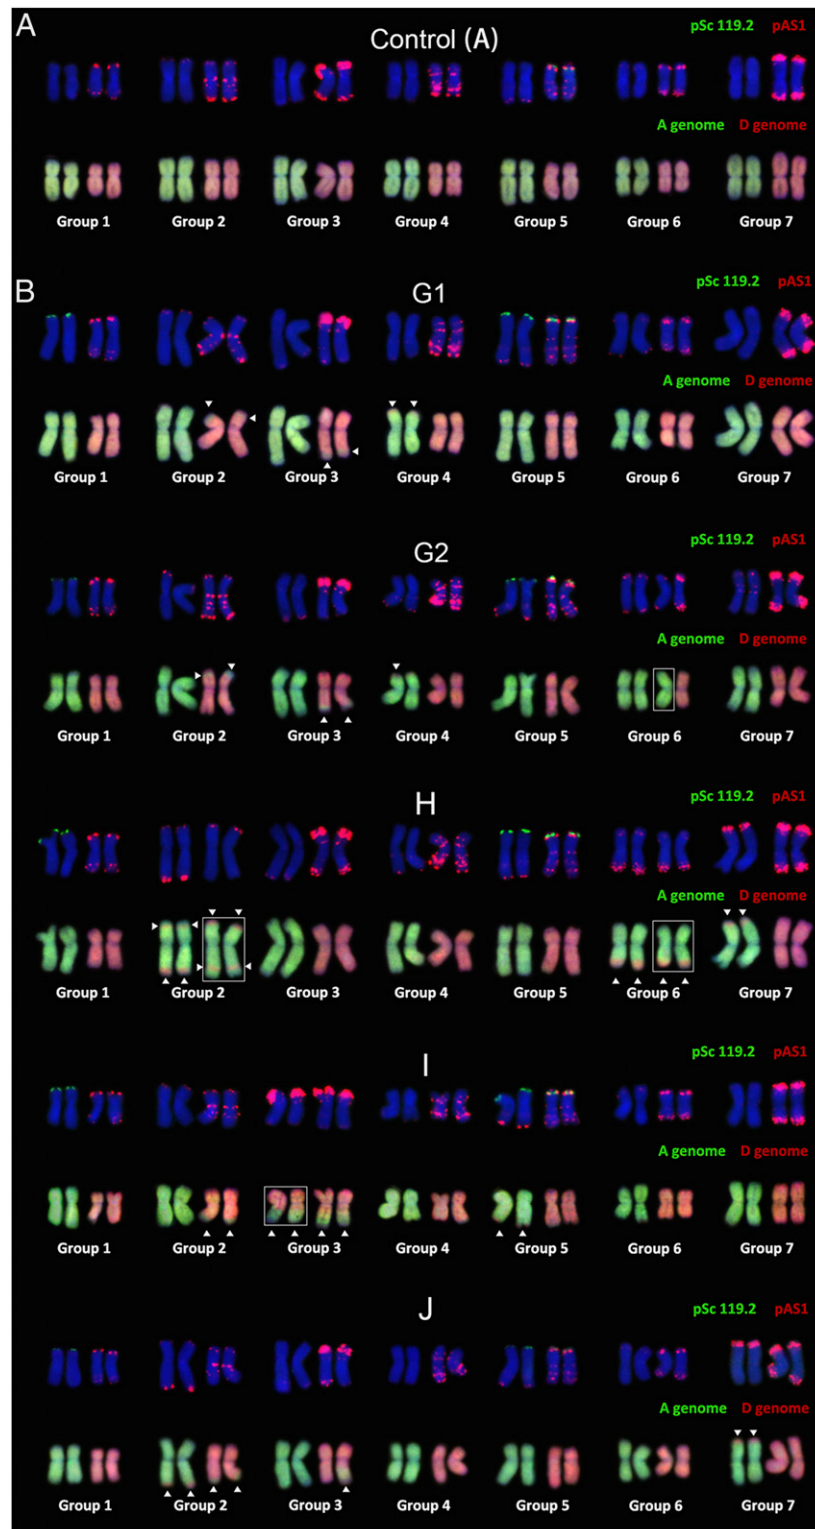 A
Control (A)
pSc 119.2 pAS1
A genome D genome
Group 1 Group 2 Group 3 Group 4 Group 5 Group 6 Group 7
B
G1
pSc 119.2 pAS1
A genome D genome
Group 1 Group 2 Group 3 Group 4 Group 5 Group 6 Group 7
G2
pSc 119.2 pAS1
A genome D genome
Group 1 Group 2 Group 3 Group 4 Group 5 Group 6 Group 7
H
pSc 119.2 pAS1
A genome D genome
Group 1 Group 2 Group 3 Group 4 Group 5 Group 6 Group 7
I
pSc 119.2 pAS1
A genome D genome
Group 1 Group 2 Group 3 Group 4 Group 5 Group 6 Group 7
J
pSc 119.2 pAS1
A genome D genome
Group 1 Group 2 Group 3 Group 4 Group 5 Group 6 Group 7